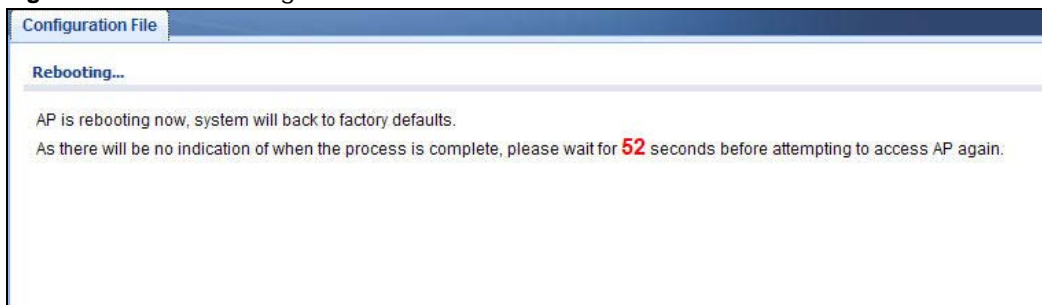 Configuration File
Rebooting...
AP is rebooting now, system will back to factory defaults.
As there will be no indication of when the process is complete, please wait for 52 seconds before attempting to access AP again.